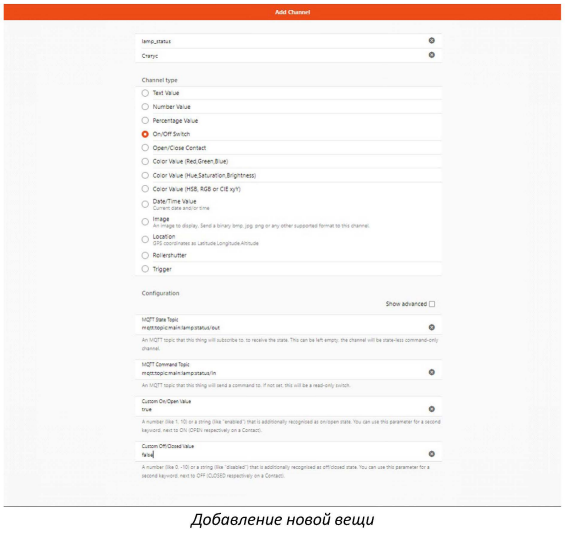 Add Channel
lamp_status
Статус
Channel type
Text Value
Number Value
Percentage Value
On/Off Switch
Open/Close Contact
Color Value (Red,Green,Blue)
Color Value (Hue,Saturation,Brightness)
Color Value (HSB, RGB or CIE xyY)
Date/Time Value
Current date and/or time
Image
An image to display. Send a binary bmp, jpg, png or any other supported format to this channel.
Location
GPS coordinates as Latitude,Longitude,Altitude
Rollershutter
Trigger
Configuration
Show advanced
MQTT State Topic
mqtt:topic:main:lamp:status/out
An MQTT topic that this thing will subscribe to, to receive the state. This can be left empty, the channel will be state-less command-only
channel.
MQTT Command Topic
mqtt:topic:main:lamp:status/in
An MQTT topic that this thing will send a command to. If not set, this will be a read-only switch.
Custom On/Open Value
true
A number (like 1, 10) or a string (like "enabled") that is additionally recognised as on/open state. You can use this parameter for a second
keyword, next to ON (OPEN respectively on a Contact).
Custom Off/Closed Value
false
A number (like 0, -10) or a string (like "disabled") that is additionally recognised as off/closed state. You can use this parameter for a
second keyword, next to OFF (CLOSED respectively on a Contact).
Добавление новой вещи